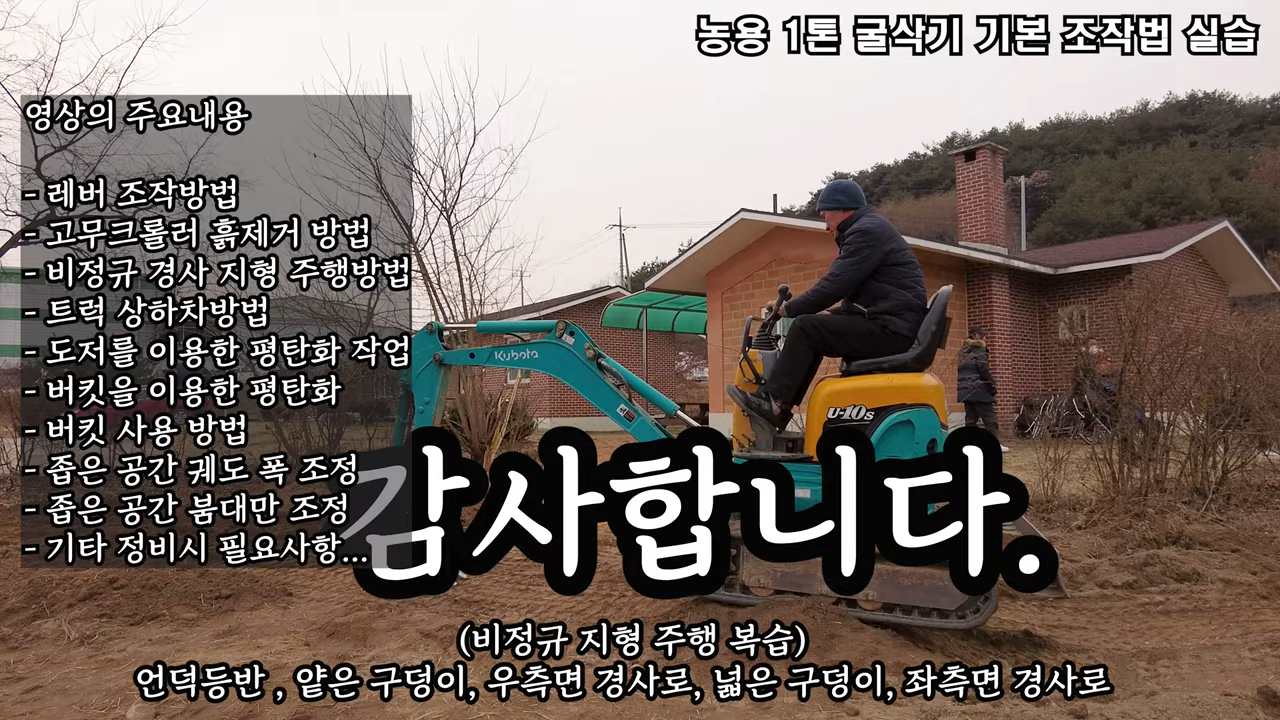 농용 1톤 굴삭기 기본 조작법 실습
영상의 주요내용
- 레버 조작방법
- 고무크롤러 흙제거 방법
- 비정규 경사 지형 주행방법
- 트럭 상하차방법
- 도저를 이용한 평탄화 작업
- 버킷을 이용한 평탄화
- 버킷 사용 방법
- 좁은 공간 궤도 폭 조정
- 좁은 공간 붐대만 조정
- 기타 정비시 필요사항...
Kubota
U-10s
감사합니다.
(비정규 지형 주행 복습)
언덕등반 , 얕은 구덩이, 우측면 경사로, 넓은 구덩이, 좌측면 경사로